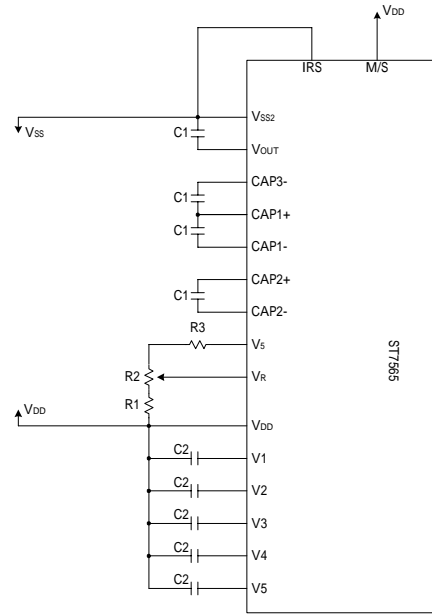 VDD
IRS M/S
VSS
VSS2
C1
VOUT
CAP3-
C1
CAP1+
C1
CAP1-
CAP2+
C1
CAP2-
R3
V5
R2
VR
R1
VDD
VDD
C2
V1
C2
V2
C2
V3
C2
V4
C2
V5
ST7565